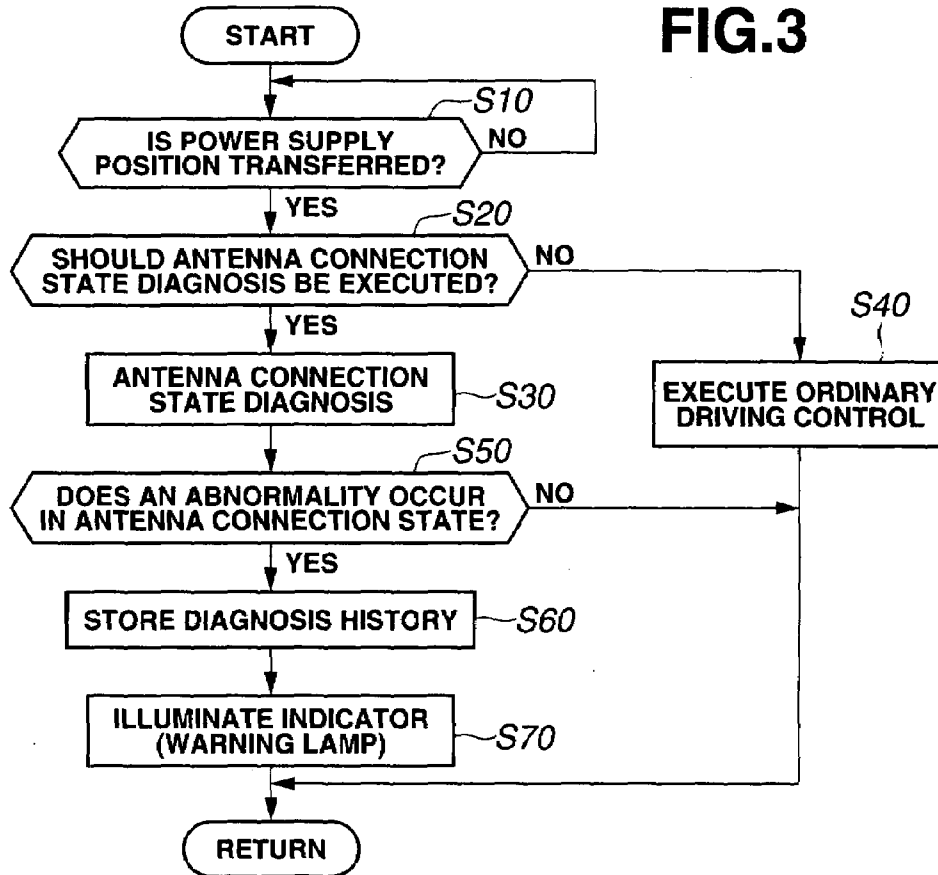 FIG.3
START
S10
IS POWER SUPPLY
POSITION TRANSFERRED?
NO
YES
S20
SHOULD ANTENNA CONNECTION
STATE DIAGNOSIS BE EXECUTED?
NO
YES
S40
ANTENNA CONNECTION
STATE DIAGNOSIS
S30
EXECUTE ORDINARY
DRIVING CONTROL
S50
DOES AN ABNORMALITY OCCUR
IN ANTENNA CONNECTION STATE?
NO
YES
STORE DIAGNOSIS HISTORY
S60
ILLUMINATE INDICATOR
(WARNING LAMP)
S70
RETURN